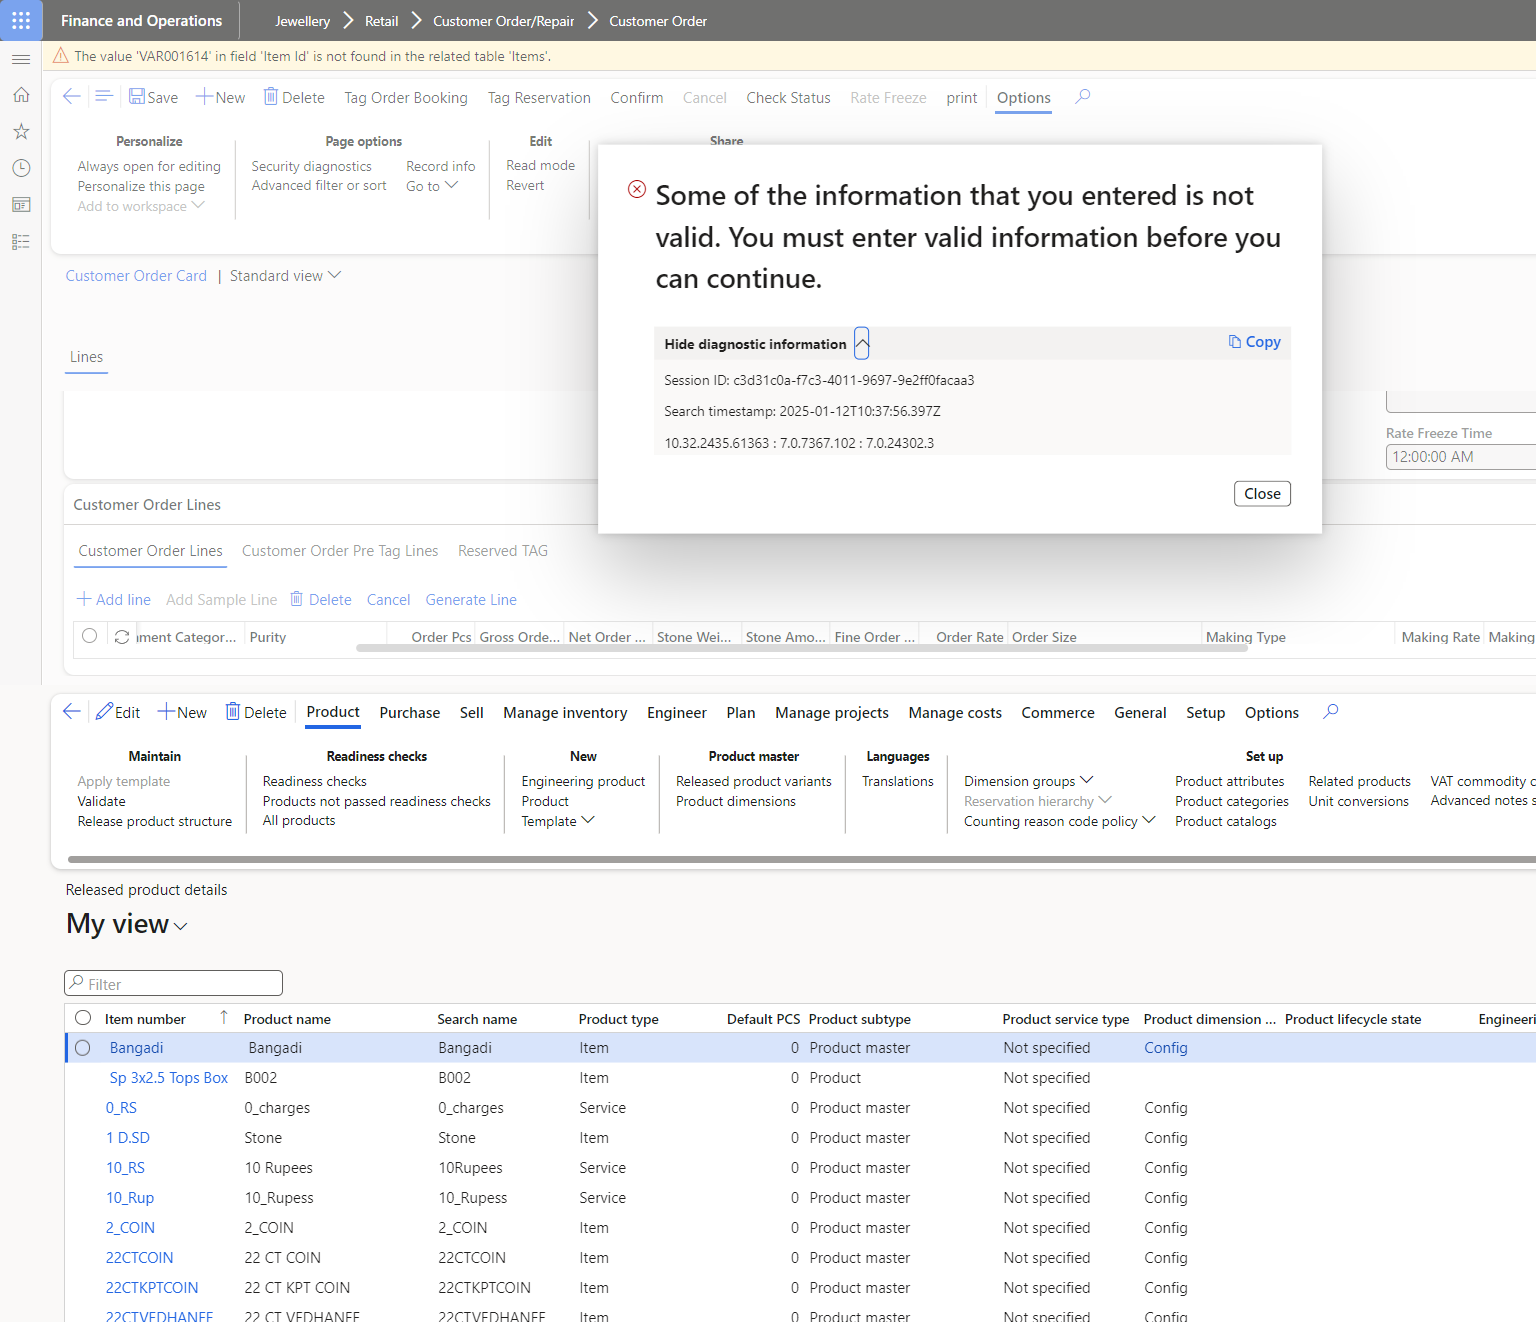 Finance and Operations
Jewellery
Retail
Customer Order/Repair
Customer Order
The value 'VAR001614' in field 'Item Id' is not found in the related table 'Items'.
Save New Delete Tag Order Booking Tag Reservation Confirm Cancel Check Status Rate Freeze print Options
Personalize
Always open for editing
Personalize this page
Add to workspace
Page options
Security diagnostics
Advanced filter or sort
Record info
Go to
Edit
Read mode
Revert
Share
Some of the information that you entered is not
valid. You must enter valid information before you
can continue.
Hide diagnostic information
Copy
Session ID: c3d31c0a-f7c3-4011-9697-9e2ff0facaa3
Search timestamp: 2025-01-12T10:37:56.397Z
10.32.2435.61363 : 7.0.7367.102 : 7.0.24302.3
Close
Customer Order Card | Standard view
Lines
Rate Freeze Time
12:00:00 AM
Customer Order Lines
Customer Order Lines Customer Order Pre Tag Lines Reserved TAG
Add line Add Sample Line Delete Cancel Generate Line
ment Categor... Purity Order Pcs Gross Orde... Net Order ... Stone Wei... Stone Amo... Fine Order ... Order Rate Order Size Making Type Making Rate Making
Edit New Delete Product Purchase Sell Manage inventory Engineer Plan Manage projects Manage costs Commerce General Setup Options
Maintain
Apply template
Validate
Release product structure
Readiness checks
Readiness checks
Products not passed readiness checks
All products
New
Engineering product
Product
Template
Product master
Released product variants
Product dimensions
Languages
Translations
Set up
Dimension groups
Reservation hierarchy
Counting reason code policy
Product attributes
Product categories
Product catalogs
Related products
Unit conversions
VAT commodity c
Advanced notes s
Released product details
My view
Filter
Item number Product name Search name Product type Default PCS Product subtype Product service type Product dimension ... Product lifecycle state Engineeri
Bangadi Bangadi Bangadi Item 0 Product master Not specified Config
Sp 3x2.5 Tops Box B002 B002 Item 0 Product Not specified
0_RS 0_charges 0_charges Service 0 Product master Not specified Config
1 D.SD Stone Stone Item 0 Product master Not specified Config
10_RS 10 Rupees 10Rupees Service 0 Product master Not specified Config
10_Rup 10_Rupess 10_Rupess Service 0 Product master Not specified Config
2_COIN 2_COIN 2_COIN Item 0 Product master Not specified Config
22CTCOIN 22 CT COIN 22CTCOIN Item 0 Product master Not specified Config
22CTKPTCOIN 22 CT KPT COIN 22CTKPTCOIN Item 0 Product master Not specified Config
22CTVEDHANEE 22 CT VEDHANEE 22CTVEDHANEE Item 0 Product master Not specified Config